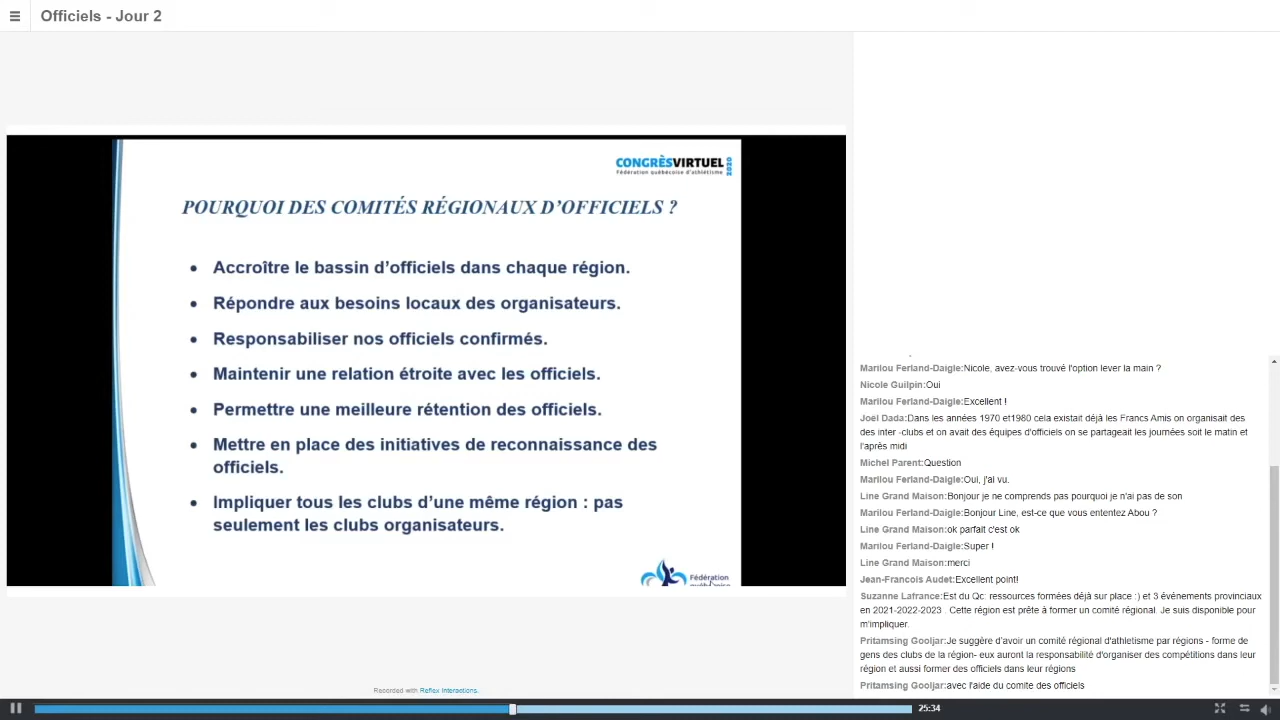 Officiels - Jour 2
CONGRÈSVIRTUEL 2020
Fédération québécoise d'athlétisme
POURQUOI DES COMITÉS RÉGIONAUX D'OFFICIELS ?
• Accroître le bassin d'officiels dans chaque région.
• Répondre aux besoins locaux des organisateurs.
• Responsabiliser nos officiels confirmés.
• Maintenir une relation étroite avec les officiels.
• Permettre une meilleure rétention des officiels.
• Mettre en place des initiatives de reconnaissance des
officiels.
• Impliquer tous les clubs d'une même région : pas
seulement les clubs organisateurs.
Fédération
Marilou Ferland-Daigle:Nicole, avez-vous trouvé l'option lever la main ?
Nicole Guilpin:Oui
Marilou Ferland-Daigle:Excellent !
Joel Dada:Dans les années 1970 et1980 cela existait déjà les Francs Amis on organisait des
des inter -clubs et on avait des équipes d'officiels on se partageait les journées soit le matin et
l'après midi
Michel Parent:Question
Marilou Ferland-Daigle:Oui, j'ai vu.
Line Grand Maison:Bonjour je ne comprends pas pourquoi je n'ai pas de son
Marilou Ferland-Daigle:Bonjour Line, est-ce que vous ententez Abou ?
Line Grand Maison:ok parfait c'est ok
Marilou Ferland-Daigle:Super !
Line Grand Maison:merci
Jean-Francois Audet:Excellent point!
Suzanne Lafrance:Est du Qc: ressources formées déjà sur place :) et 3 événements provinciaux
en 2021-2022-2023 . Cette région est prête à former un comité régional. Je suis disponible pour
m'impliquer.
Pritamsing Gooljar:Je suggère d'avoir un comité régional d'athletisme par régions - forme de
gens des clubs de la région- eux auront la responsabilité d'organiser des compétitions dans leur
région et aussi former des officiels dans leur régions
Pritamsing Gooljar:avec l'aide du comite des officiels
Recorded with Reflex Interactions.
25:34